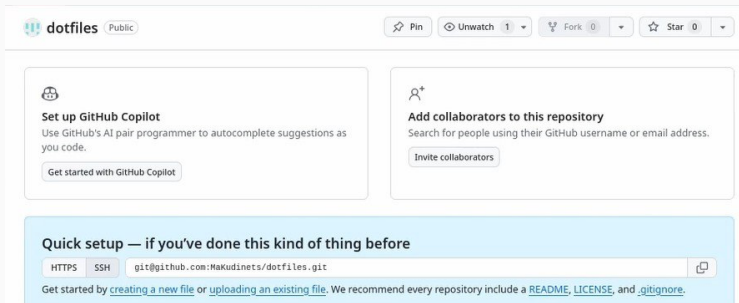 dotfiles Public
Pin
Unwatch 1
Fork 0
Star 0
Set up GitHub Copilot
Use GitHub's AI pair programmer to autocomplete suggestions as
you code.
Get started with GitHub Copilot
Add collaborators to this repository
Search for people using their GitHub username or email address.
Invite collaborators
Quick setup — if you've done this kind of thing before
HTTPS SSH git@github.com:MaKudinets/dotfiles.git
Get started by creating a new file or uploading an existing file. We recommend every repository include a README, LICENSE, and .gitignore.